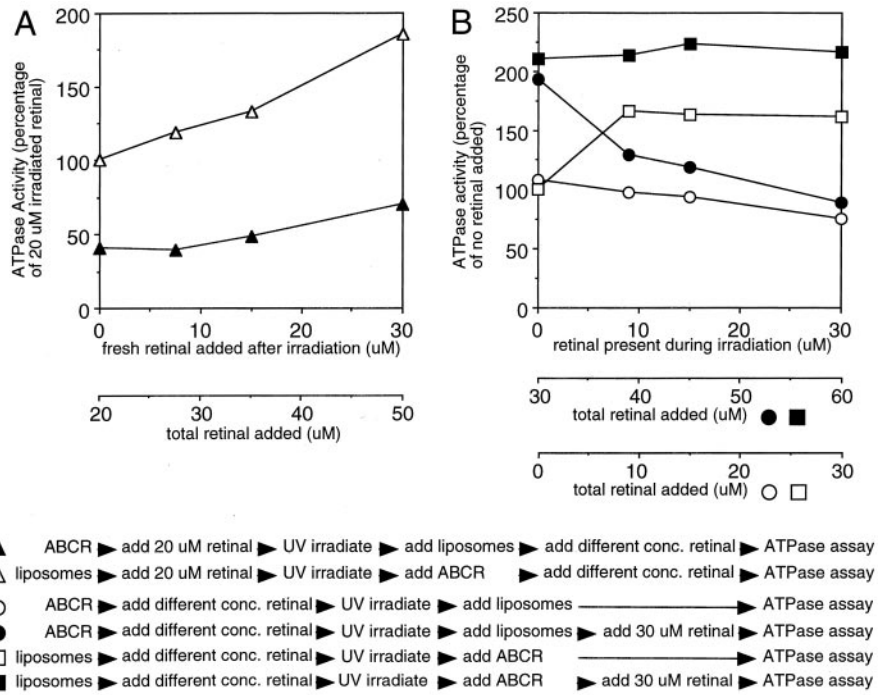 A
ATPase Activity (percentage
of 20 uM irradiated retinal)
200
150
100
50
0
0 10 20 30
fresh retinal added after irradiation (uM)
20 30 40 50
total retinal added (uM)
B
ATPase activity (percentage
of no retinal added)
250
200
150
100
50
0
0 10 20 30
retinal present during irradiation (uM)
30 40 50 60
total retinal added (uM)
0 10 20 30
total retinal added (uM)
ABCR add 20 uM retinal UV irradiate add liposomes add different conc. retinal ATPase assay
liposomes add 20 uM retinal UV irradiate add ABCR add different conc. retinal ATPase assay
ABCR add different conc. retinal UV irradiate add liposomes ATPase assay
ABCR add different conc. retinal UV irradiate add liposomes add 30 uM retinal ATPase assay
liposomes add different conc. retinal UV irradiate add ABCR ATPase assay
liposomes add different conc. retinal UV irradiate add ABCR add 30 uM retinal ATPase assay